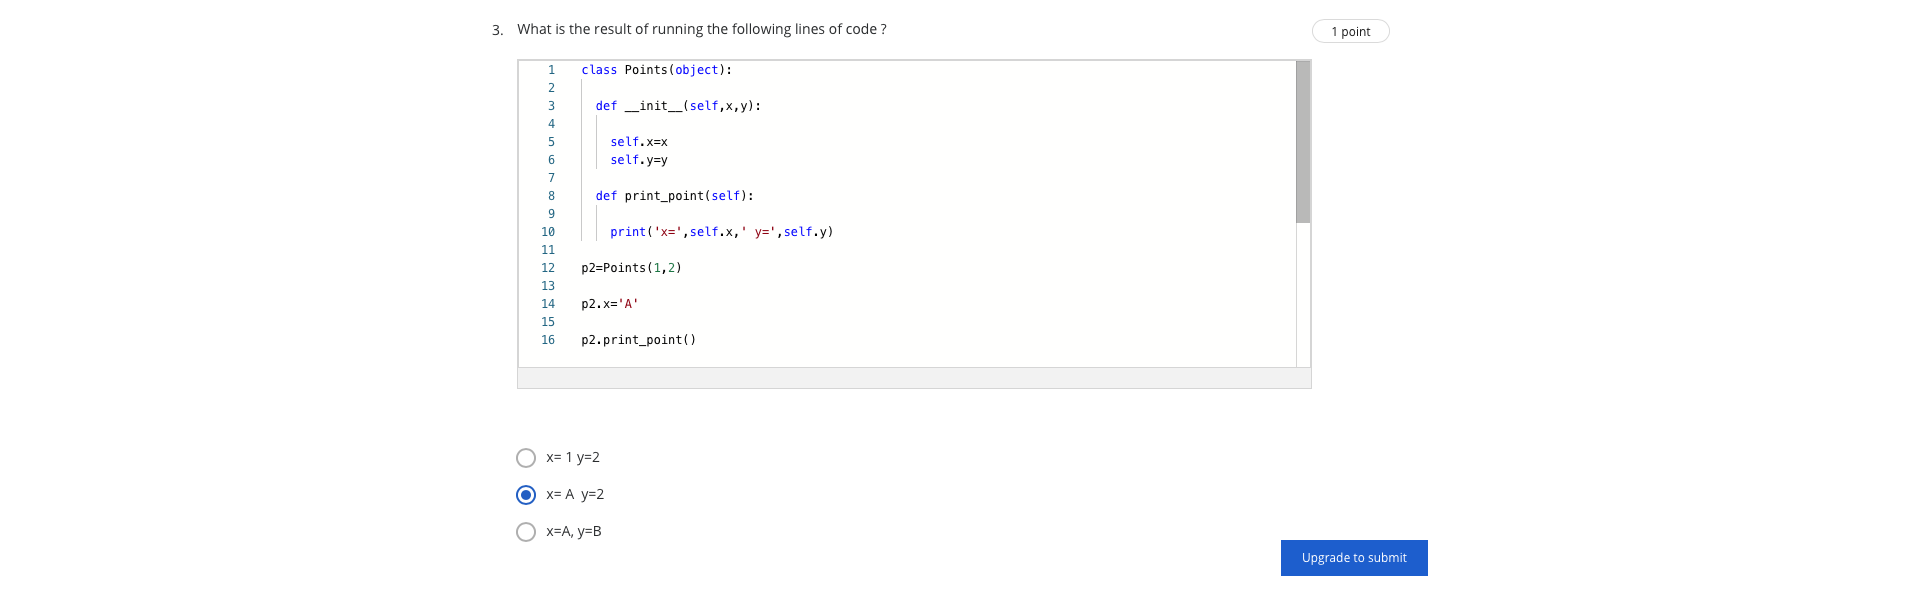 3. What is the result of running the following lines of code ?
1 point
1 class Points(object):
2
3 def __init__(self,x,y):
4
5 self.x=x
6 self.y=y
7
8 def print_point(self):
9
10 print('x=',self.x,' y=',self.y)
11
12 p2=Points(1,2)
13
14 p2.x='A'
15
16 p2.print_point()
x= 1 y=2
x= A  y=2
x=A, y=B
Upgrade to submit